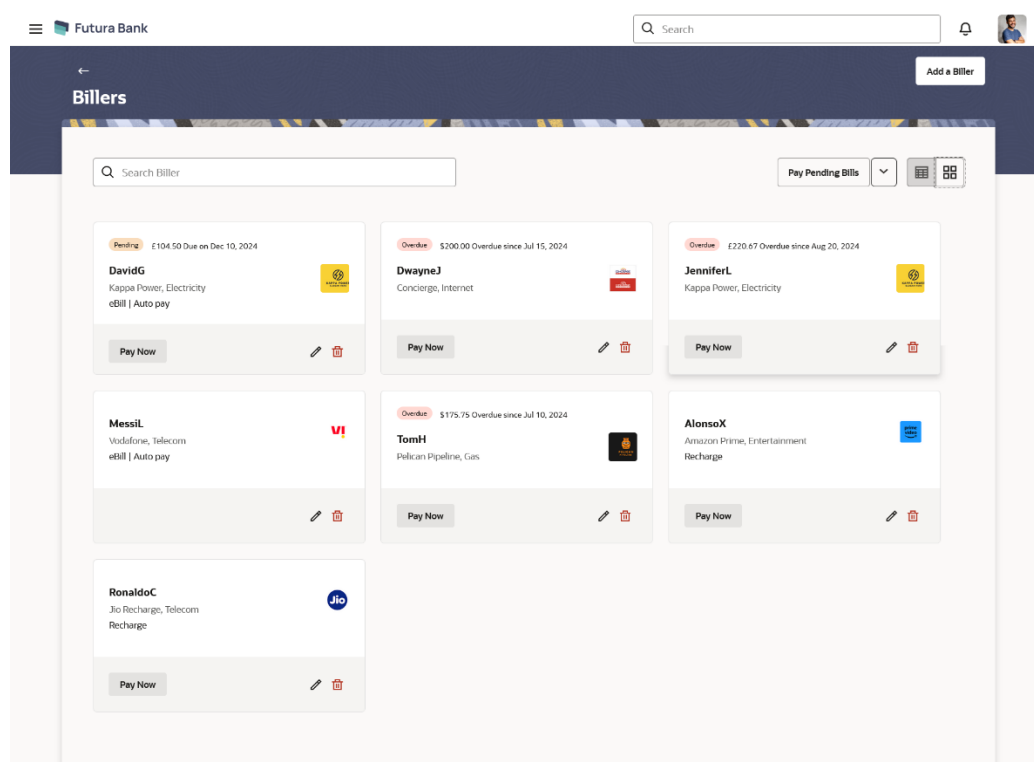 Futura Bank
Search
Add a Biller
Billers
Search Biller
Pay Pending Bills
Pending £104.50 Due on Dec 10, 2024
DavidG
Kappa Power, Electricity
eBill | Auto pay
Pay Now
Overdue $200.00 Overdue since Jul 15, 2024
DwayneJ
Concierge, Internet
Pay Now
Overdue £220.67 Overdue since Aug 20, 2024
JenniferL
Kappa Power, Electricity
Pay Now
MessiL
Vodafone, Telecom
eBill | Auto pay
Overdue $175.75 Overdue since Jul 10, 2024
TomH
Pelican Pipeline, Gas
Pay Now
AlonsoX
Amazon Prime, Entertainment
Recharge
prime
video
Pay Now
RonaldoC
Jio Recharge, Telecom
Recharge
Jio
Pay Now